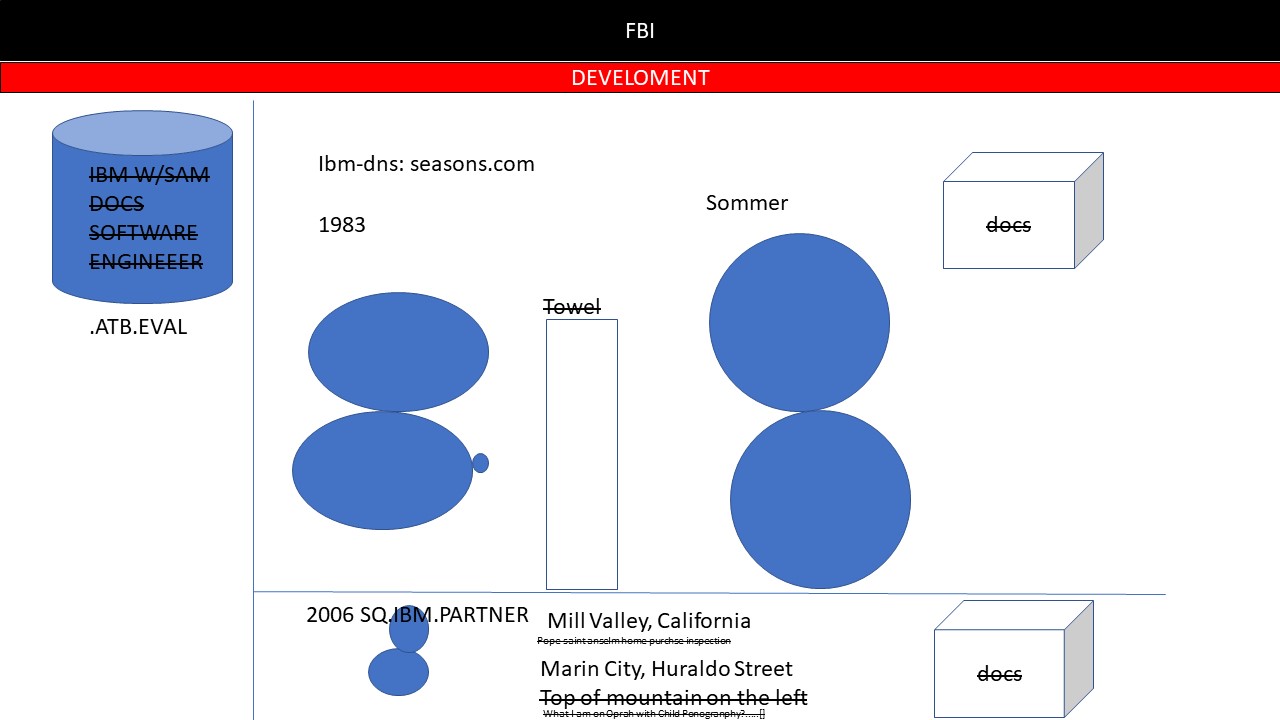 FBI
DEVELOMENT
IBM W/SAM
DOCS
SOFTWARE
ENGINEEER
.ATB.EVAL
Ibm-dns: seasons.com
1983
Towel
Sommer
docs
2006 SQ.IBM.PARTNER
Mill Valley, California
Pope saint anselm home purchse inspection
Marin City, Huraldo Street
Top of mountain on the left
What I am on Oprah with Child Ponogranphy?.....[]
docs